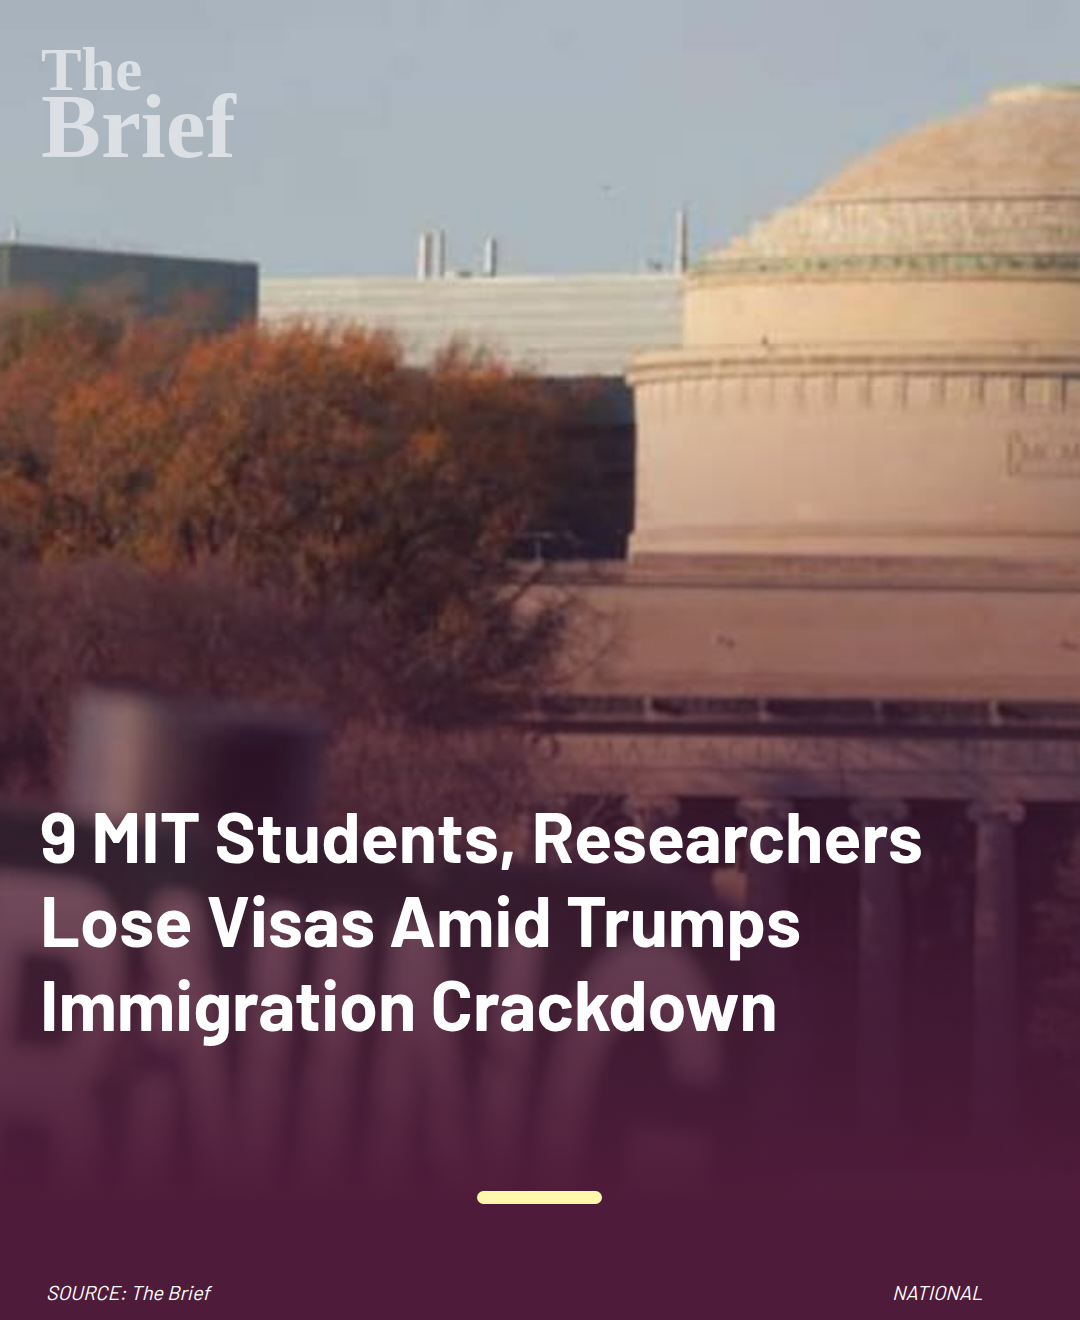 The
Brief
9 MIT Students, Researchers
Lose Visas Amid Trumps
Immigration Crackdown
SOURCE: The Brief
NATIONAL